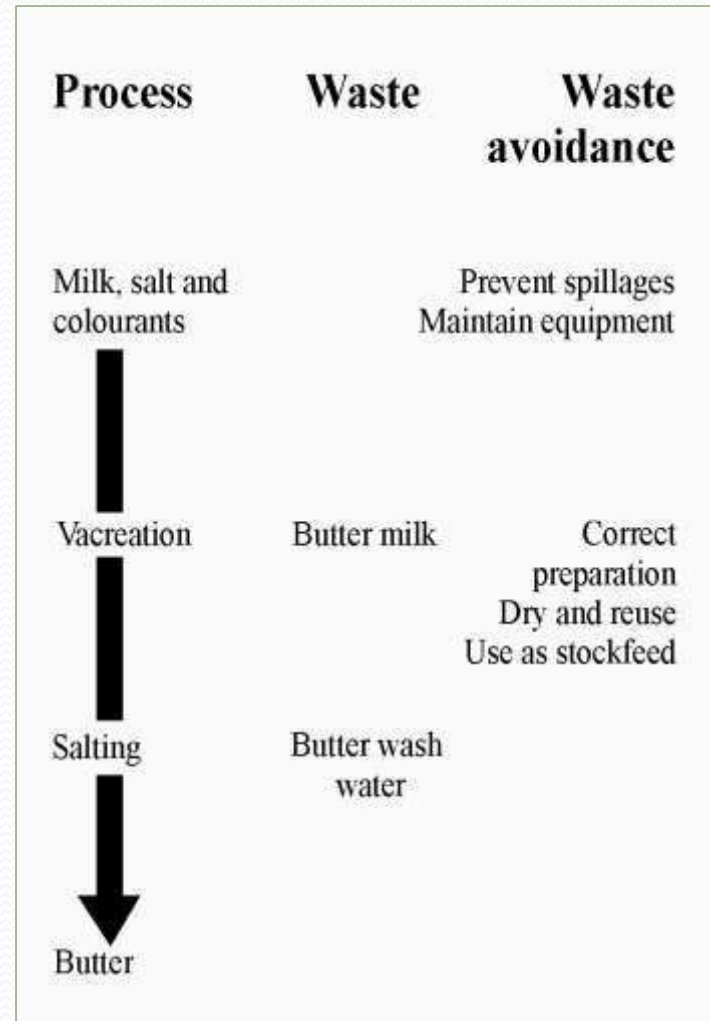 Process Waste Waste
avoidance
Milk, salt and Prevent spillages
colourants Maintain equipment
Vacreation Butter milk Correct
preparation
Dry and reuse
Use as stockfeed
Salting Butter wash
water
Butter